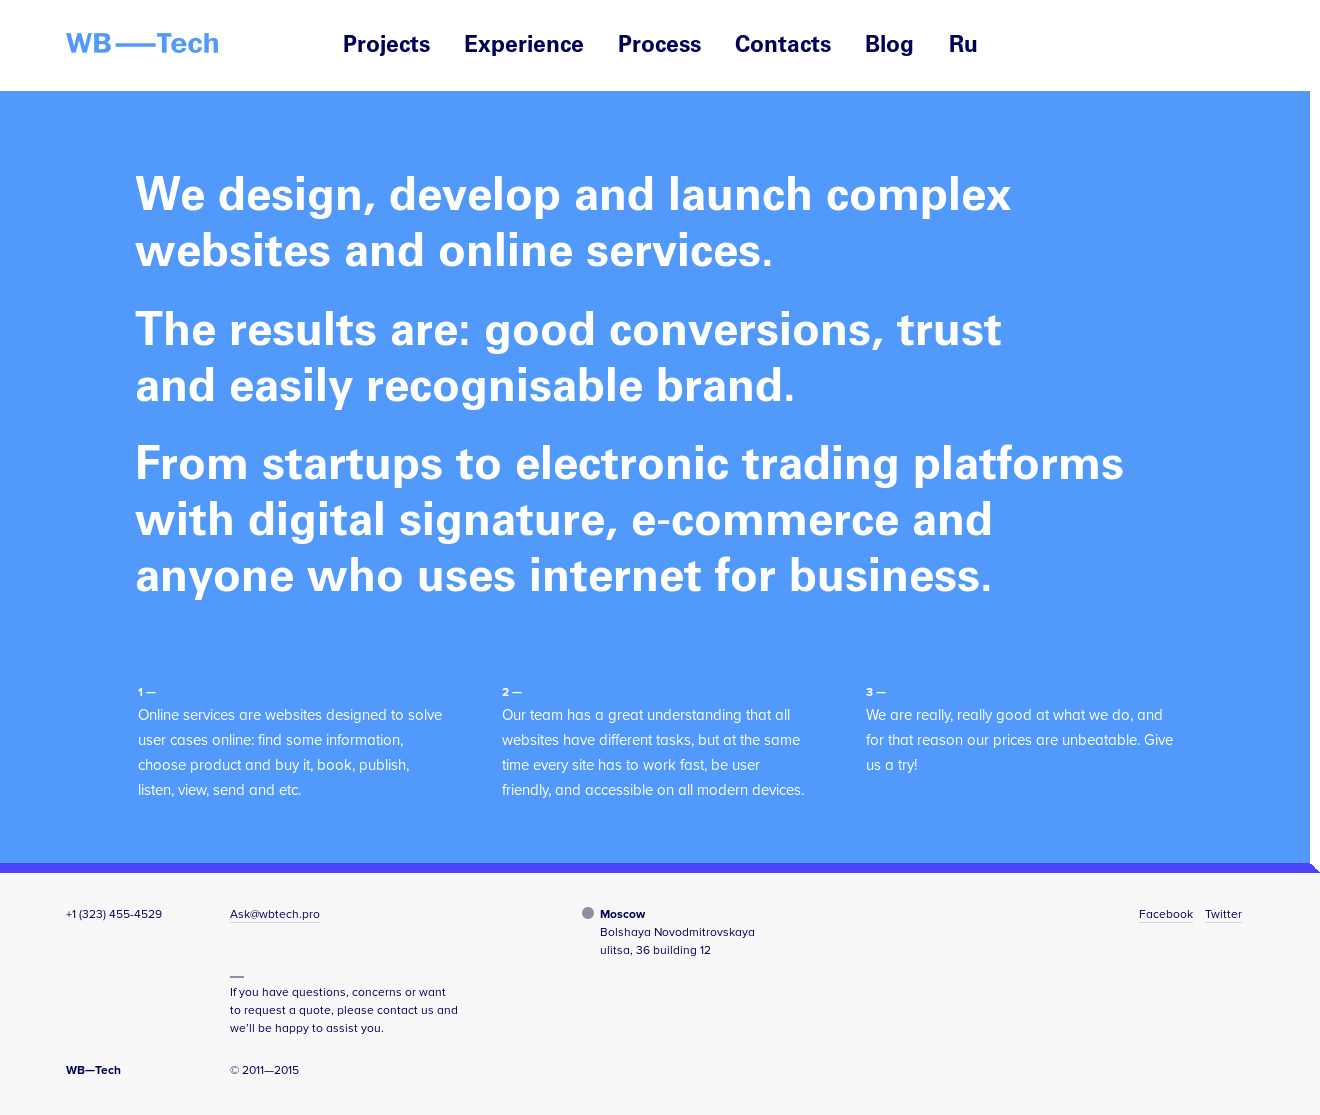 WB—Tech
Projects Experience Process Contacts Blog Ru
We design, develop and launch complex
websites and online services.
The results are: good conversions, trust
and easily recognisable brand.
From startups to electronic trading platforms
with digital signature, e-commerce and
anyone who uses internet for business.
1 —
Online services are websites designed to solve
user cases online: find some information,
choose product and buy it, book, publish,
listen, view, send and etc.
2 —
Our team has a great understanding that all
websites have different tasks, but at the same
time every site has to work fast, be user
friendly, and accessible on all modern devices.
3 —
We are really, really good at what we do, and
for that reason our prices are unbeatable. Give
us a try!
+1 (323) 455-4529
Ask@wbtech.pro
—
If you have questions, concerns or want
to request a quote, please contact us and
we'll be happy to assist you.
Moscow
Bolshaya Novodmitrovskaya
ulitsa, 36 building 12
Facebook Twitter
WB—Tech
© 2011—2015